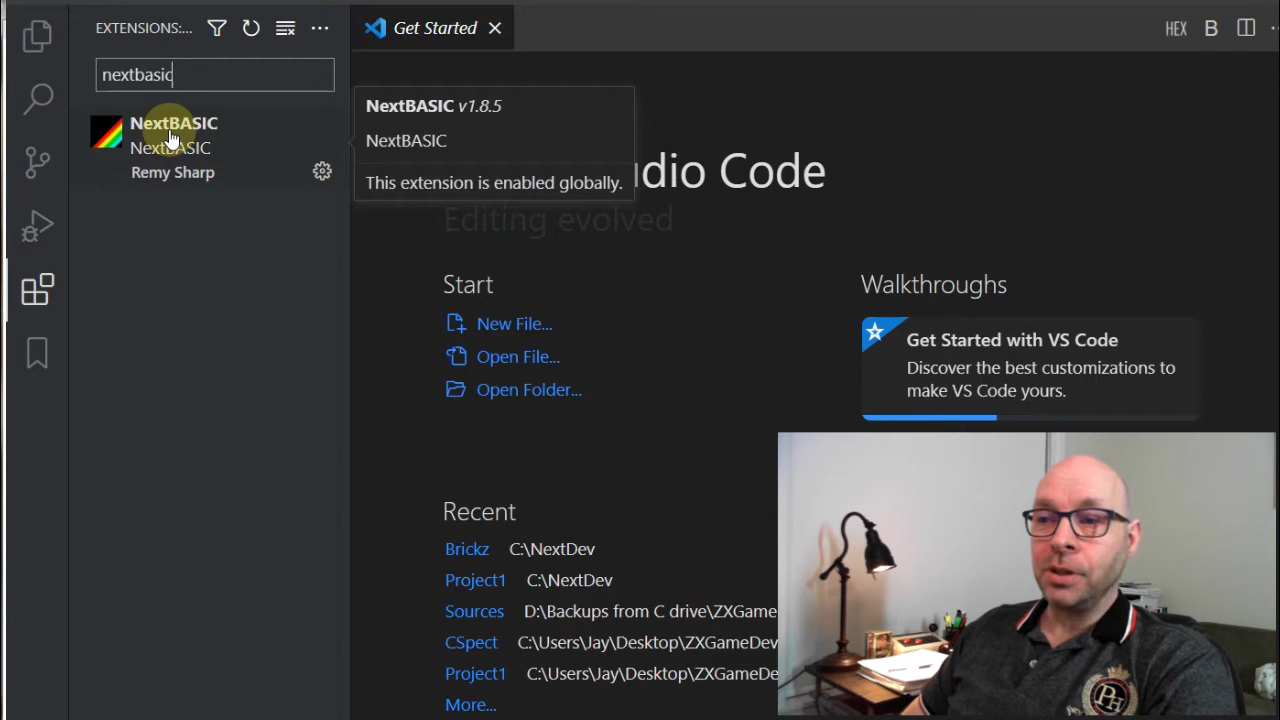 EXTENSIONS:...
Get Started
HEX
B
nextbasic
NextBASIC
NextBASIC
Remy Sharp
NextBASIC v1.8.5
NextBASIC
This extension is enabled globally.
udio Code
Editing evolved
Start
New File...
Open File...
Open Folder...
Walkthroughs
Get Started with VS Code
Discover the best customizations to
make VS Code yours.
Recent
Brickz C:\NextDev
Project1 C:\NextDev
Sources D:\Backups from C drive\ZXGame
CSpect C:\Users\Jay\Desktop\ZXGameDev
Project1 C:\Users\Jay\Desktop\ZXGameDe
More...
PH